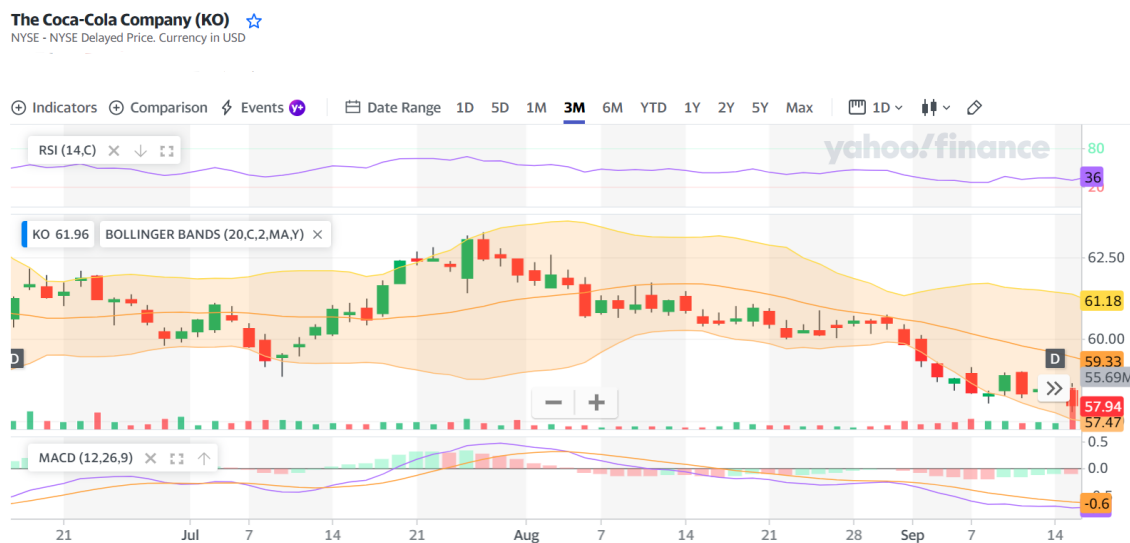 The Coca-Cola Company (KO)
NYSE - NYSE Delayed Price. Currency in USD
Indicators Comparison Events y+ Date Range 1D 5D 1M 3M 6M YTD 1Y 2Y 5Y Max 1D
RSI (14,C)
yahoo!finance
80
36
20
KO 61.96 BOLLINGER BANDS (20,C,2,MA,Y)
62.50
61.18
60.00
D D
59.33
55.69M
57.94
57.47
MACD (12,26,9)
0.5
0.0
-0.6
21 Jul 7 14 21 Aug 7 14 21 28 Sep 7 14